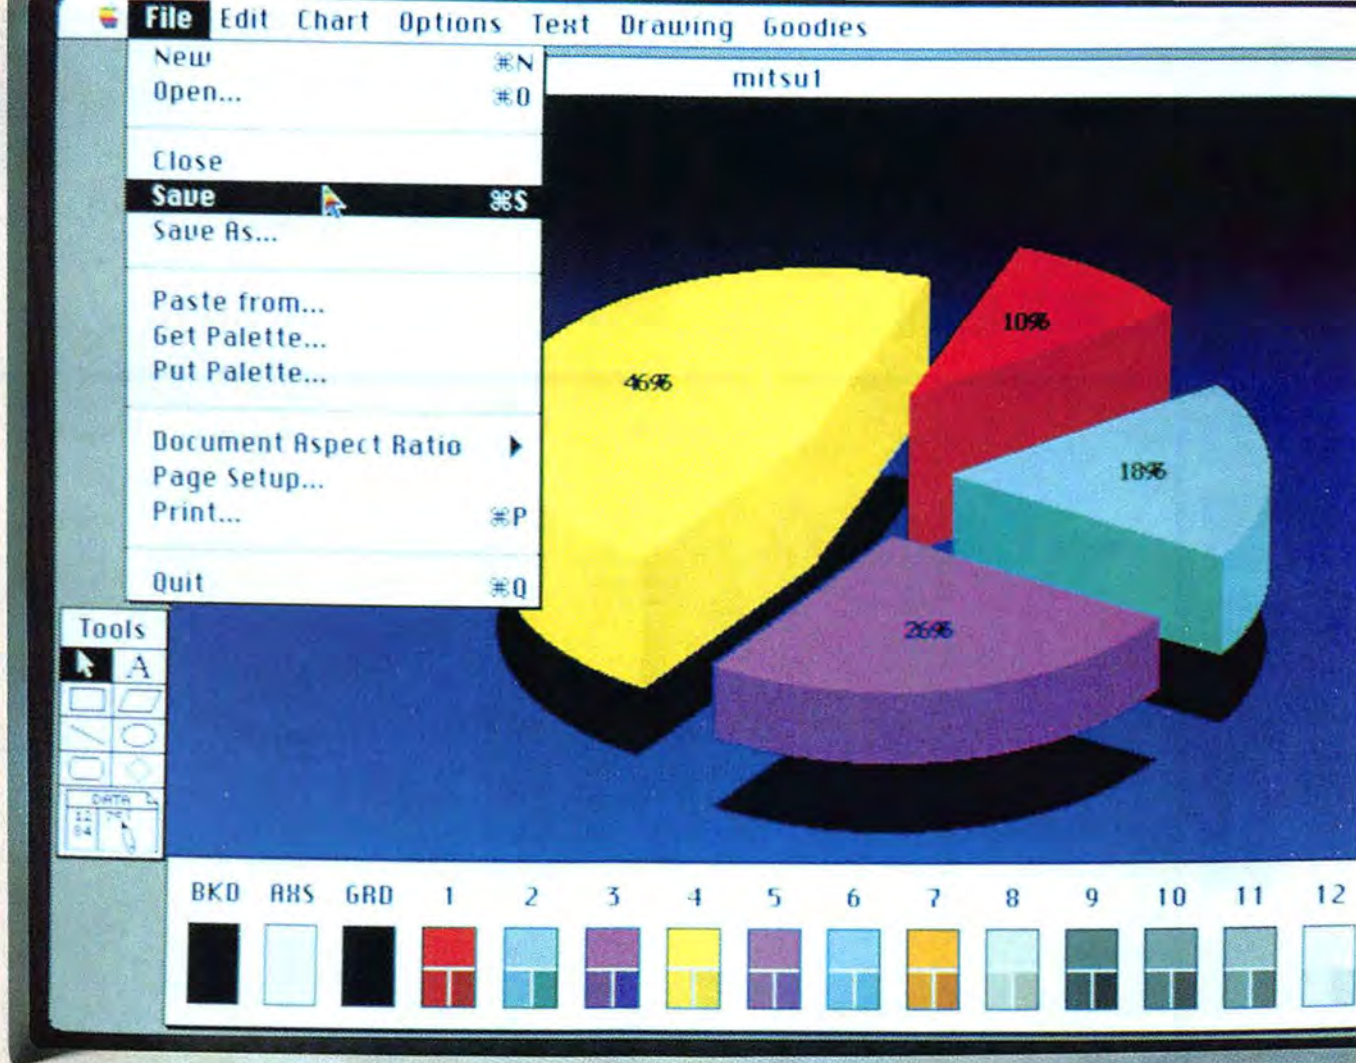 File Edit Chart Options Text Drawing Goodies
mitsu1
New ⌘N
Open... ⌘O
Close
Save ⌘S
Save As...
Paste from...
Get Palette...
Put Palette...
Document Aspect Ratio
Page Setup...
Print... ⌘P
Quit ⌘Q
46%
10%
18%
26%
Tools
A
DATA
BKD AXS GRD 1 2 3 4 5 6 7 8 9 10 11 12